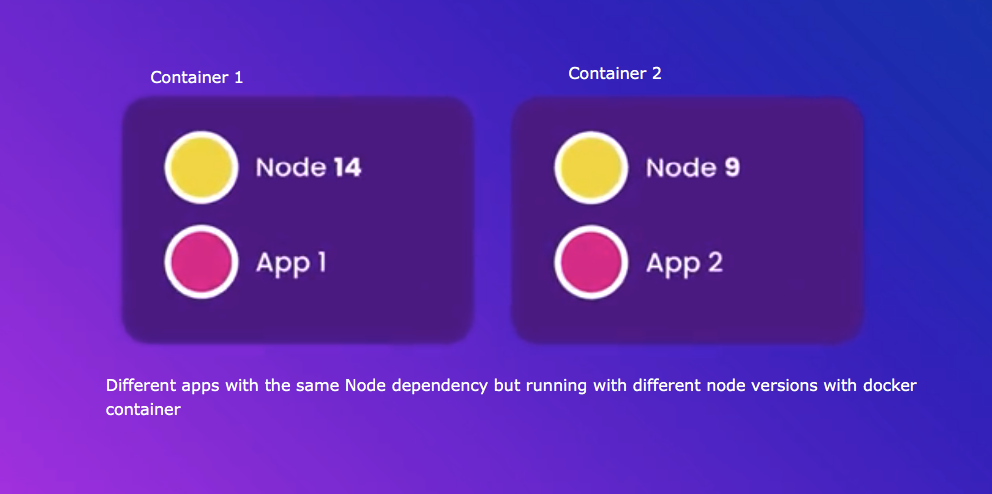 Container 1
Container 2
Node 14
App 1
Node 9
App 2
Different apps with the same Node dependency but running with different node versions with docker
container